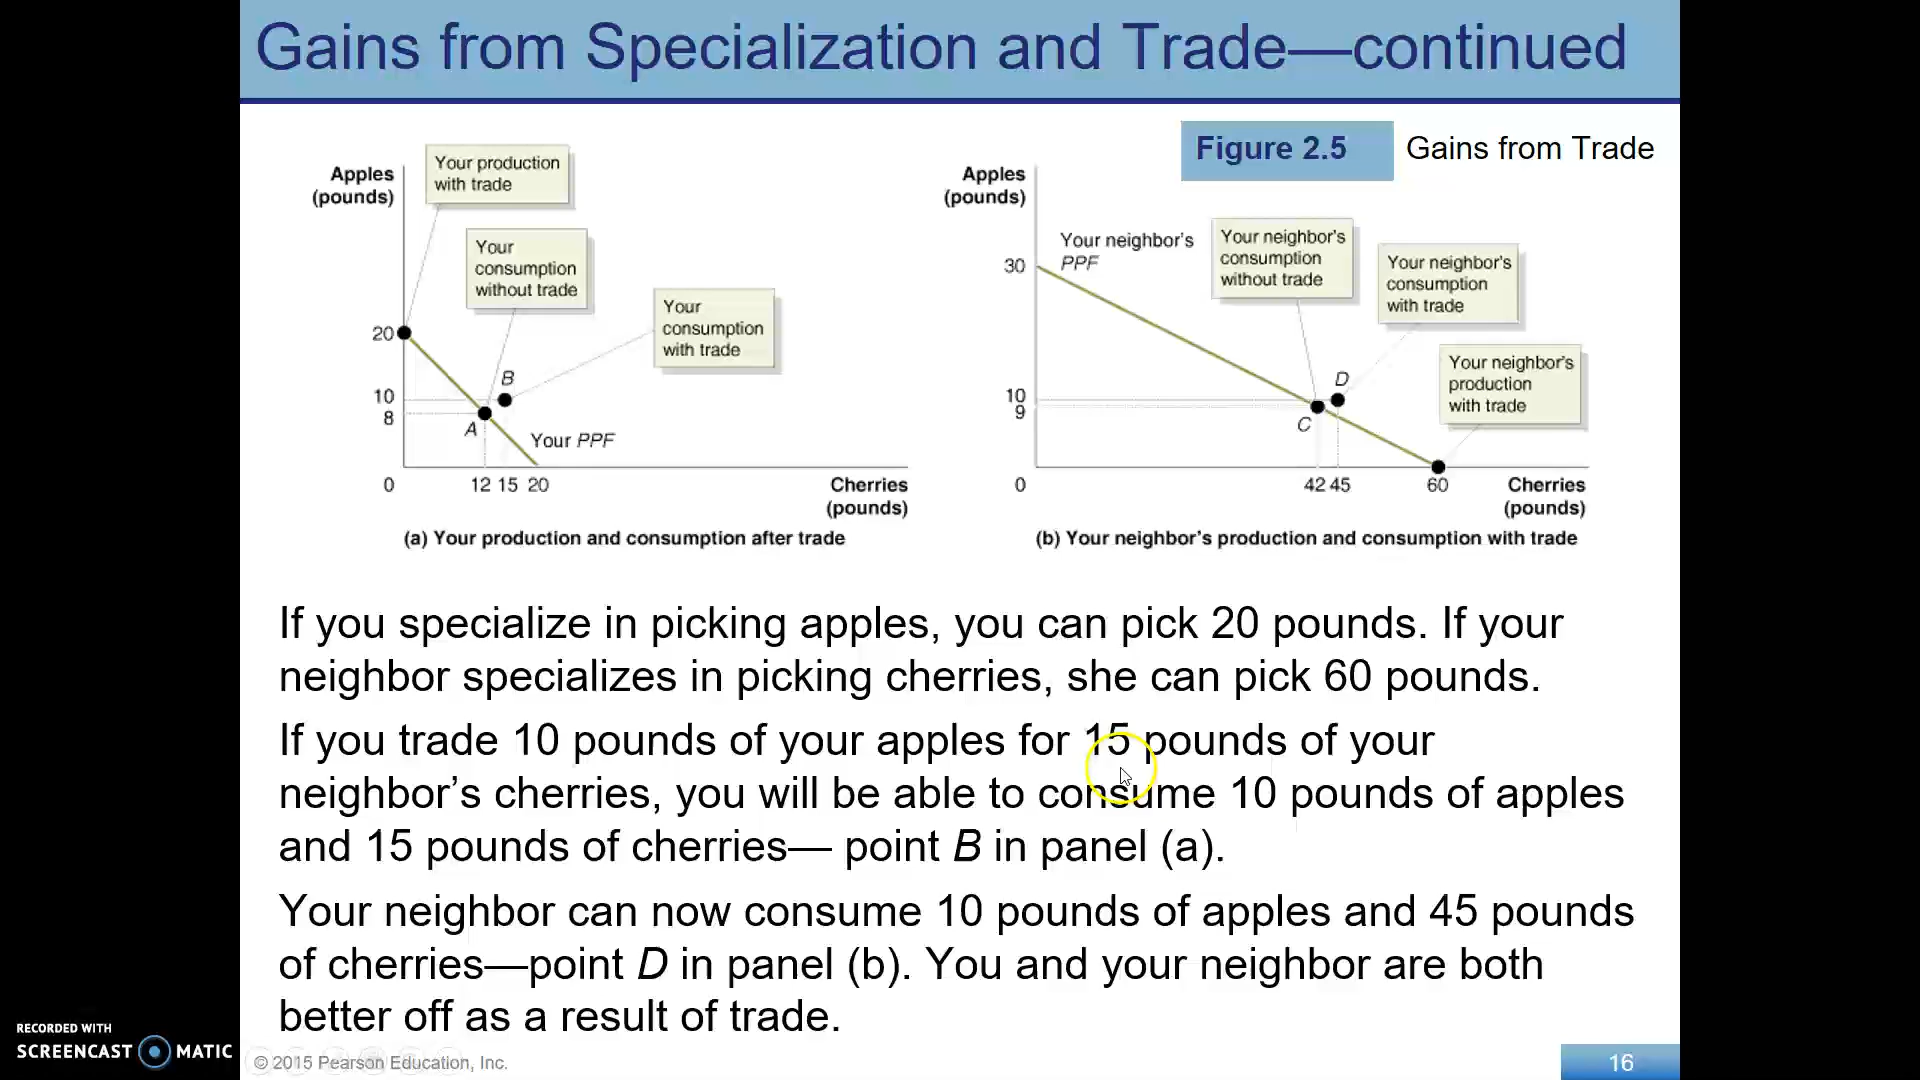 Gains from Specialization and Trade—continued
Figure 2.5
Gains from Trade
Apples
(pounds)
Your production
with trade
Your
consumption
without trade
Your
consumption
with trade
20
10
8
B
A
Your PPF
0
12 15 20
Cherries
(pounds)
(a) Your production and consumption after trade
Apples
(pounds)
Your neighbor's
PPF
Your neighbor's
consumption
without trade
Your neighbor's
consumption
with trade
Your neighbor's
production
with trade
30
10
9
D
C
0
42 45
60
Cherries
(pounds)
(b) Your neighbor's production and consumption with trade
If you specialize in picking apples, you can pick 20 pounds. If your
neighbor specializes in picking cherries, she can pick 60 pounds.
If you trade 10 pounds of your apples for 15 pounds of your
neighbor’s cherries, you will be able to consume 10 pounds of apples
and 15 pounds of cherries— point B in panel (a).
Your neighbor can now consume 10 pounds of apples and 45 pounds
of cherries—point D in panel (b). You and your neighbor are both
better off as a result of trade.
RECORDED WITH
SCREENCAST MATIC
© 2015 Pearson Education, Inc.
16